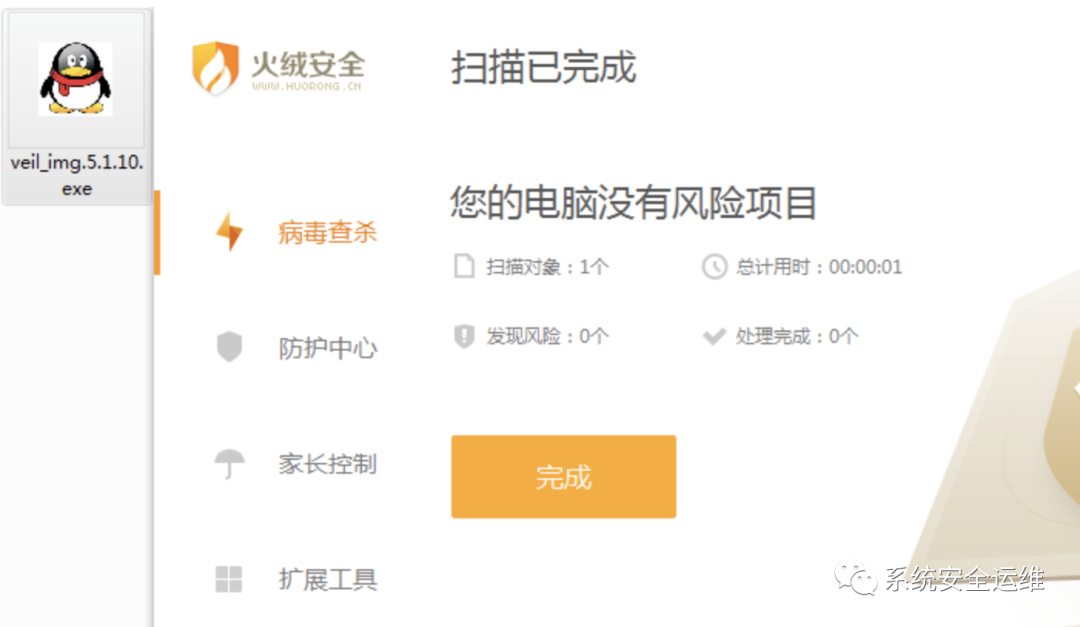 veil_img.5.1.10.
exe
火绒安全
WWW.HUORONG.CN
扫描已完成
病毒查杀
防护中心
家长控制
扩展工具
您的电脑没有风险项目
扫描对象：1个
总计用时：00:00:01
发现风险：0个
处理完成：0个
完成
系统安全运维